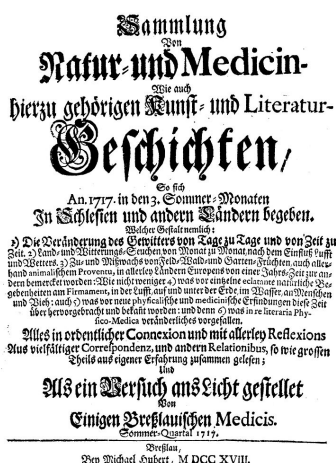 Sammlung
Von
Natur- und Medicin-
Wie auch
hierzu gehörigen Kunst- und Literatur-
Geschichten,
So sich
An. 1717. in den 3. Sommer-Monaten
In Schlesien und andern Ländern begeben.
Welcher Gestalt nemlich:
1) Die Veränderung des Gewitters von Tage zu Tage und von Zeit zu
Zeit. 2) Land- und Witterungs-Seuchen, von Monat zu Monat, nach dem Einfluß Lufft
und Wetters. 3) Zu- und Mißwachs von Feld- Wald- und Garten-Früchten, auch aller-
hand animalischem Proventu, in allerley Ländern Europens von einer Jahrs-Zeit zur an-
dern bemercket worden: Wie nicht weniger 4) was vor eintzelne eclatante natürliche Be-
gebenheiten am Firmament, in der Lufft, auf und unter der Erde, im Wasser, an Menschen
und Vieh: auch 5) was vor neue physicalische und medicinische Erfindungen diese Zeit
über hervorgebracht und bekant worden: und denn 6) was in re literaria Phy-
sico-Medica veränderliches vorgefallen.
Alles in ordentlicher Connexion und mit allerley Reflexions
Aus vielfältiger Correspondenz, und andern Relationibus, so wie grossen
Theils aus eigener Erfahrung zusammen gelesen;
Und
Als ein Versuch ans Licht gestellet
Von
Einigen Breßlauischen Medicis.
Sommer-Quartal 1717.
Breßlau,
Bey Michael Hubert, M DCC XVIII.